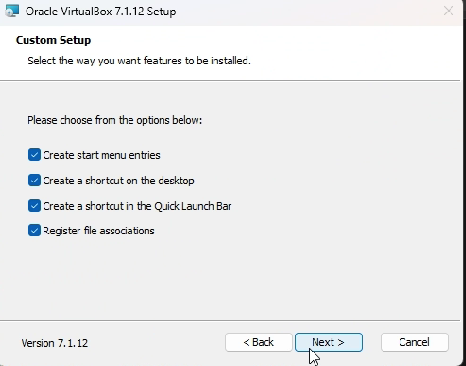 Oracle VirtualBox 7.1.12 Setup
Custom Setup
Select the way you want features to be installed.
Please choose from the options below:
Create start menu entries
Create a shortcut on the desktop
Create a shortcut in the Quick Launch Bar
Register file associations
Version 7.1.12
< Back
Next >
Cancel